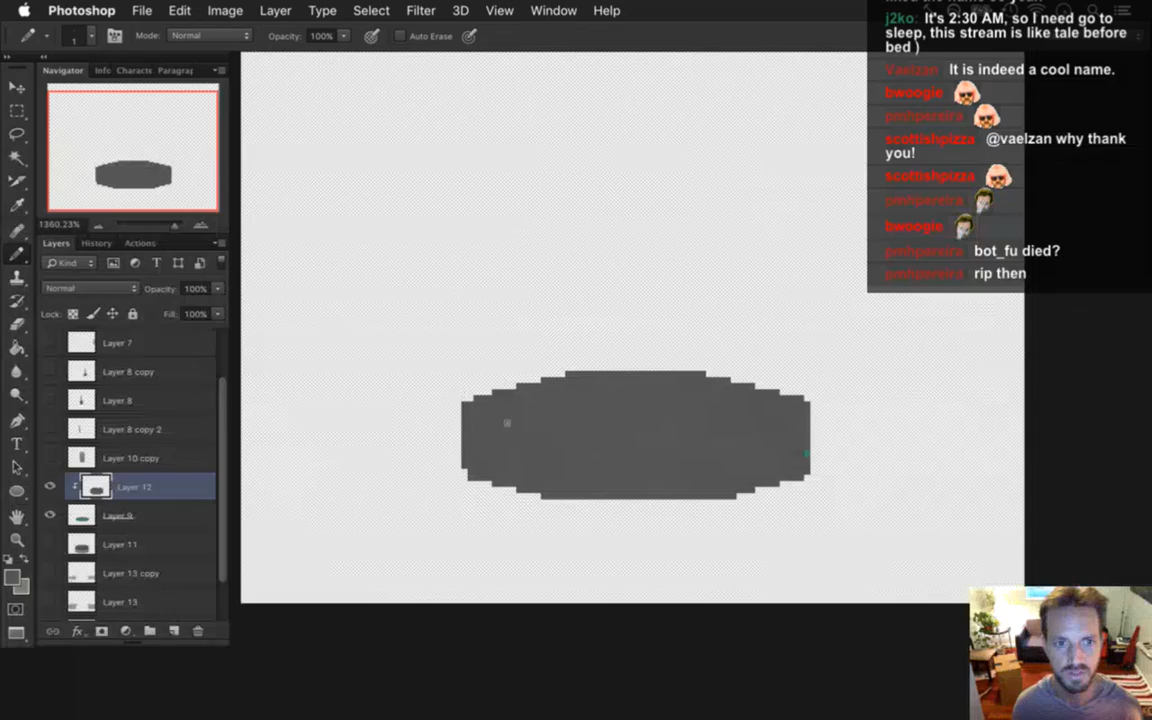 Photoshop File Edit Image Layer Type Select Filter 3D View Window Help
1 Mode: Normal Opacity: 100% Auto Erase
Navigator Info Characte Paragrap
1360.23%
Layers History Actions
Kind
Normal Opacity: 100%
Lock: Fill: 100%
Layer 7
Layer 8 copy
Layer 8
Layer 8 copy 2
Layer 10 copy
Layer 12
Layer 9
Layer 11
Layer 13 copy
Layer 13
j2ko: It's 2:30 AM, so I need go to
sleep, this stream is like tale before
bed )
Vaelzan It is indeed a cool name.
bwoogie
pmhpereira
scottishpizza @vaelzan why thank
you!
scottishpizza
pmhpereira
bwoogie
pmhpereira bot_fu died?
pmhpereira rip then